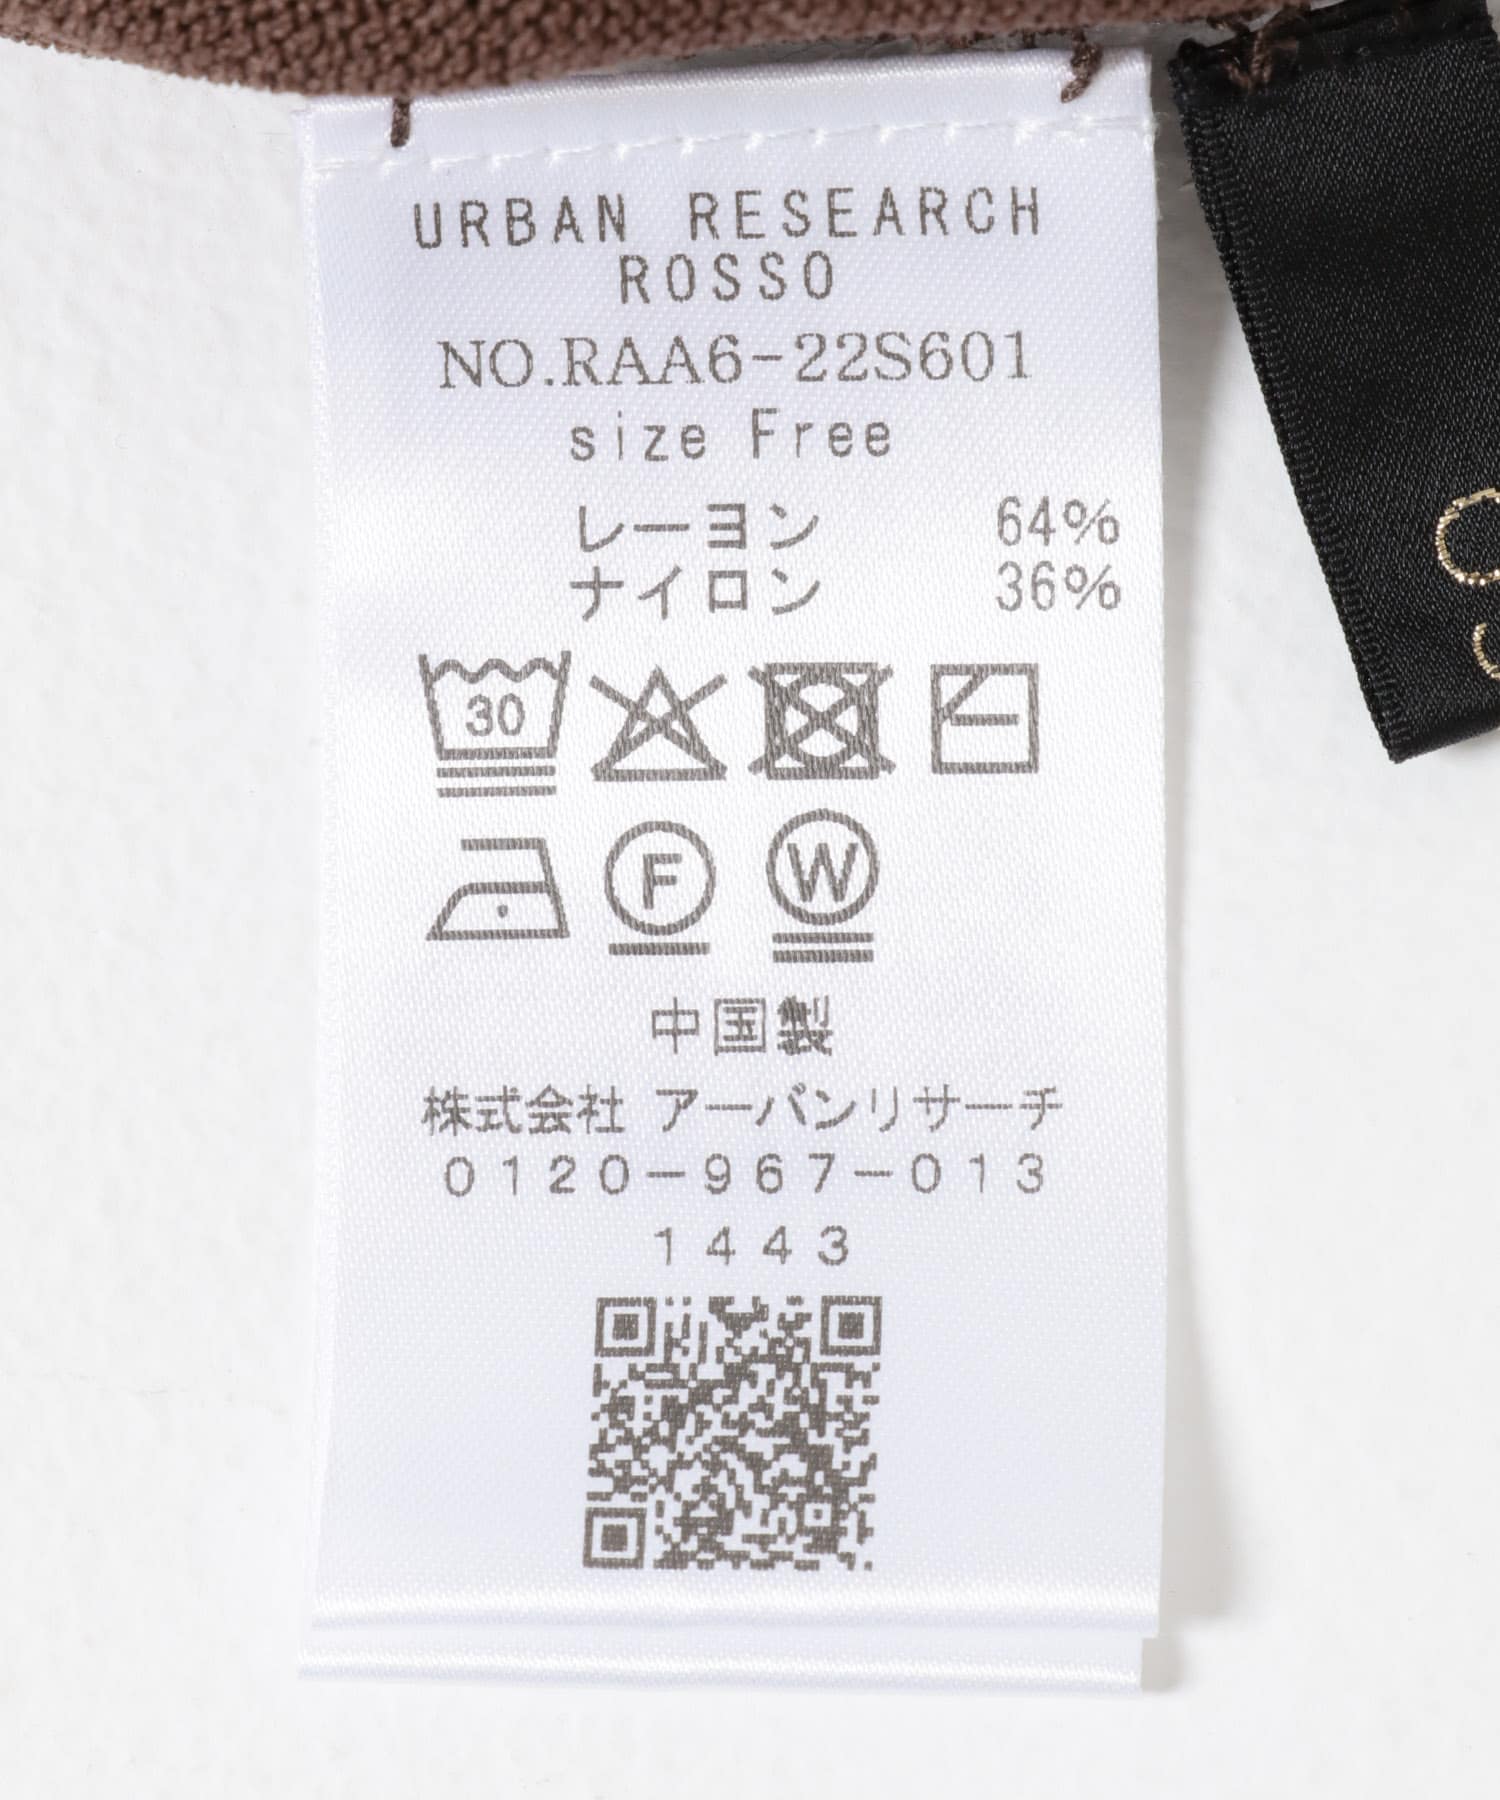 URBAN RESEARCH
ROSSO
NO.RAA6-22S601
size Free
レーヨン 64%
ナイロン 36%
30
F
W
中国製
株式会社 アーバンリサーチ
0120-967-013
1443